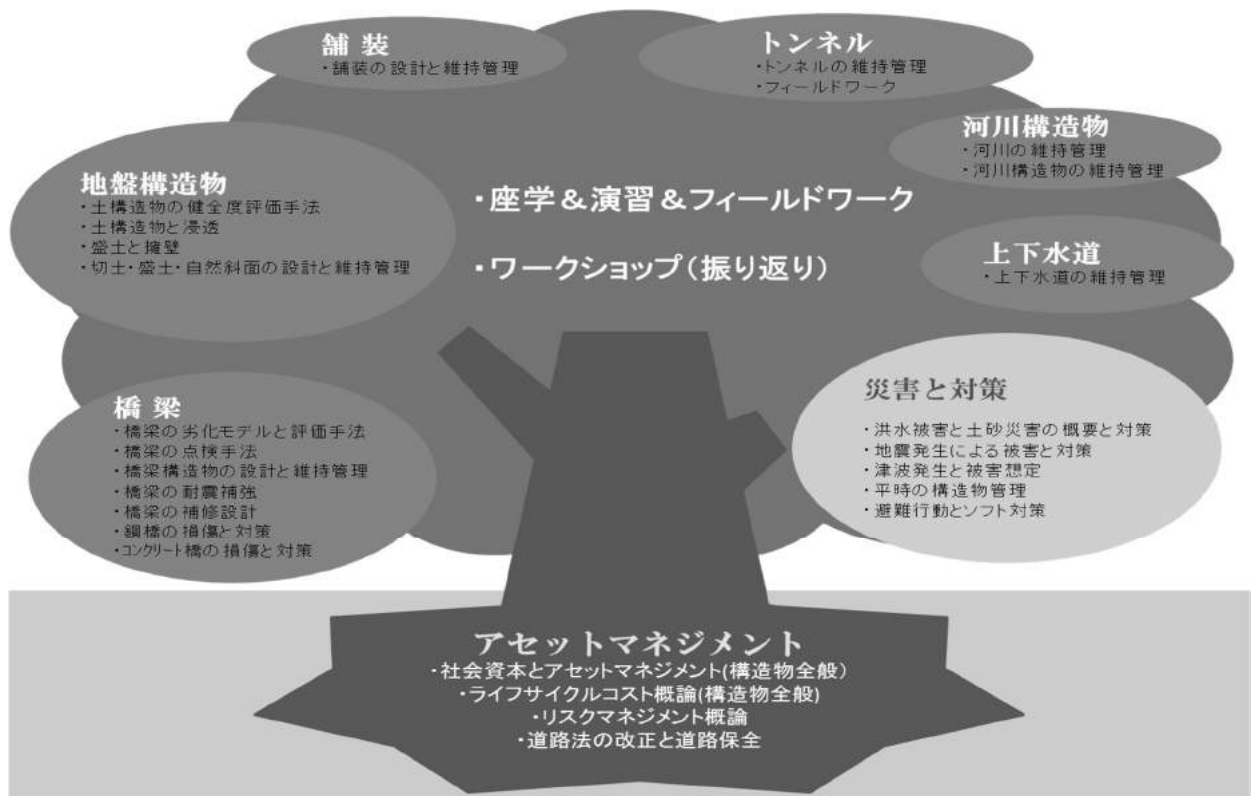 舗 装
・舗装の設計と維持管理
トンネル
・トンネルの維持管理
・フィールドワーク
河川構造物
・河川の維持管理
・河川構造物の維持管理
地盤構造物
・土構造物の健全度評価手法
・土構造物と浸透
・盛土と擁壁
・切土・盛土・自然斜面の設計と維持管理
・座学＆演習＆フィールドワーク
・ワークショップ（振り返り）
上下水道
・上下水道の維持管理
橋 梁
・橋梁の劣化モデルと評価手法
・橋梁の点検手法
・橋梁構造物の設計と維持管理
・橋梁の耐震補強
・橋梁の補修設計
・鋼橋の損傷と対策
・コンクリート橋の損傷と対策
災害と対策
・洪水被害と土砂災害の概要と対策
・地震発生による被害と対策
・津波発生と被害想定
・平時の構造物管理
・避難行動とソフト対策
アセットマネジメント
・社会資本とアセットマネジメント(構造物全般）
・ライフサイクルコスト概論(構造物全般)
・リスクマネジメント概論
・道路法の改正と道路保全